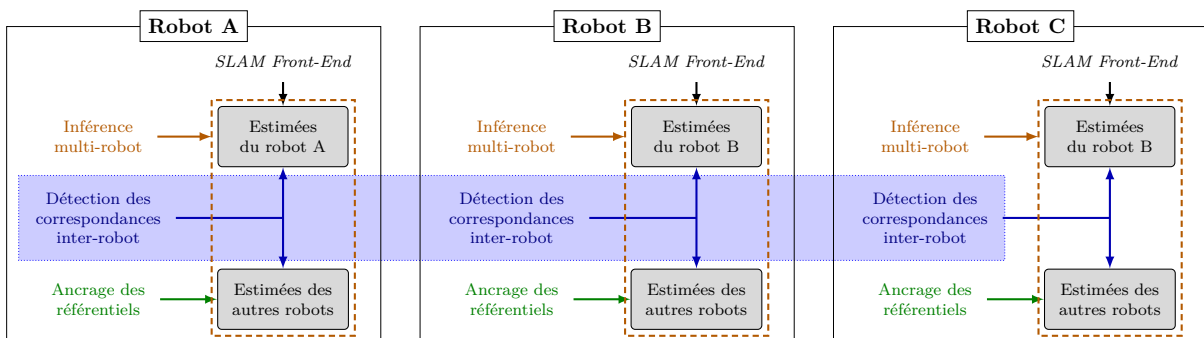 Robot A
SLAM Front-End
Inférence
multi-robot
Estimées
du robot A
Détection des
correspondances
inter-robot
Ancrage des
référentiels
Estimées des
autres robots
Robot B
SLAM Front-End
Inférence
multi-robot
Estimées
du robot B
Détection des
correspondances
inter-robot
Ancrage des
référentiels
Estimées des
autres robots
Robot C
SLAM Front-End
Inférence
multi-robot
Estimées
du robot B
Détection des
correspondances
inter-robot
Ancrage des
référentiels
Estimées des
autres robots